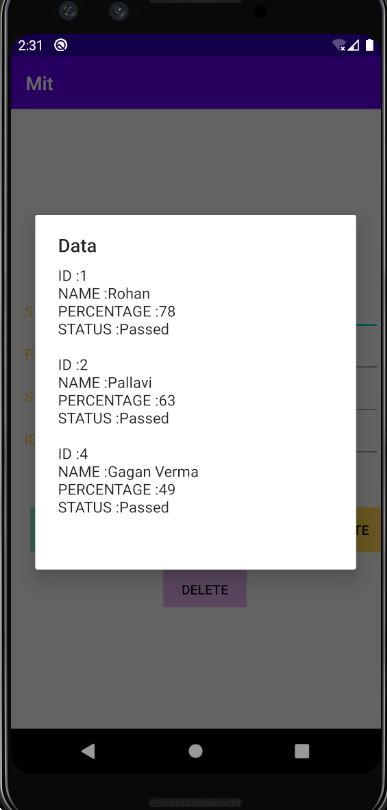 2:31
Mit
Data
ID :1
NAME :Rohan
PERCENTAGE :78
STATUS :Passed
ID :2
NAME :Pallavi
PERCENTAGE :63
STATUS :Passed
ID :4
NAME :Gagan Verma
PERCENTAGE :49
STATUS :Passed
DELETE